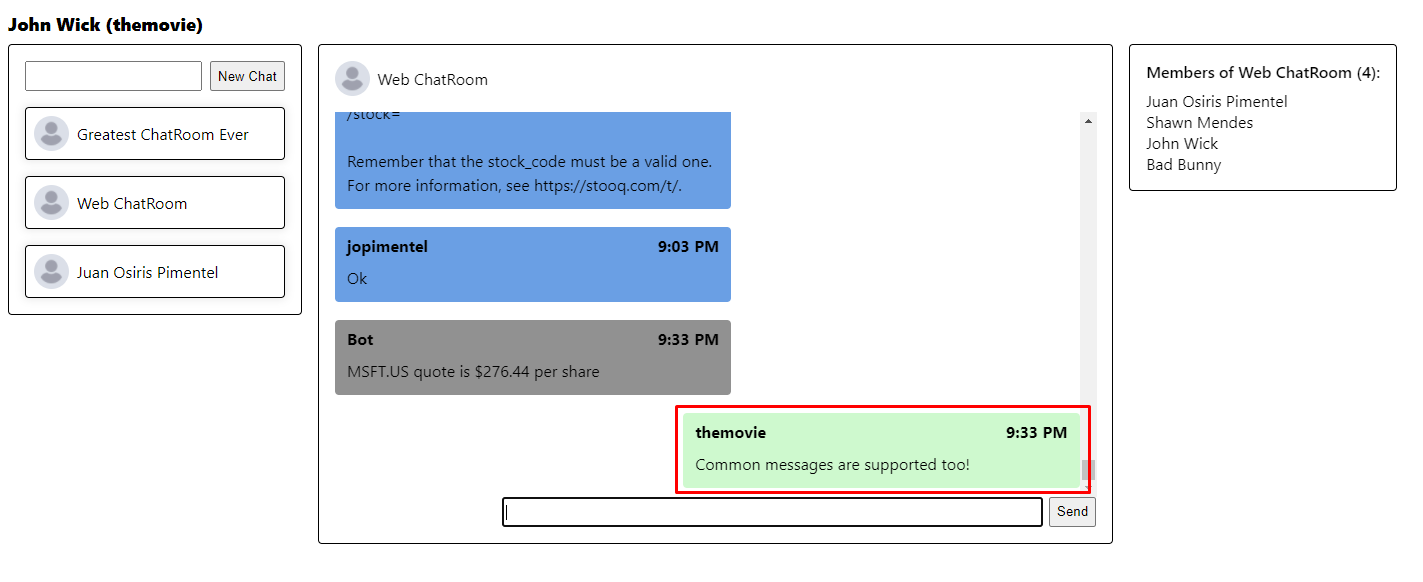 John Wick (themovie)
New Chat
Greatest ChatRoom Ever
Web ChatRoom
Juan Osiris Pimentel
Web ChatRoom
/stock=
Remember that the stock_code must be a valid one.
For more information, see https://stooq.com/t/.
jopimentel 9:03 PM
Ok
Bot 9:33 PM
MSFT.US quote is $276.44 per share
themovie 9:33 PM
Common messages are supported too!
Send
Members of Web ChatRoom (4):
Juan Osiris Pimentel
Shawn Mendes
John Wick
Bad Bunny